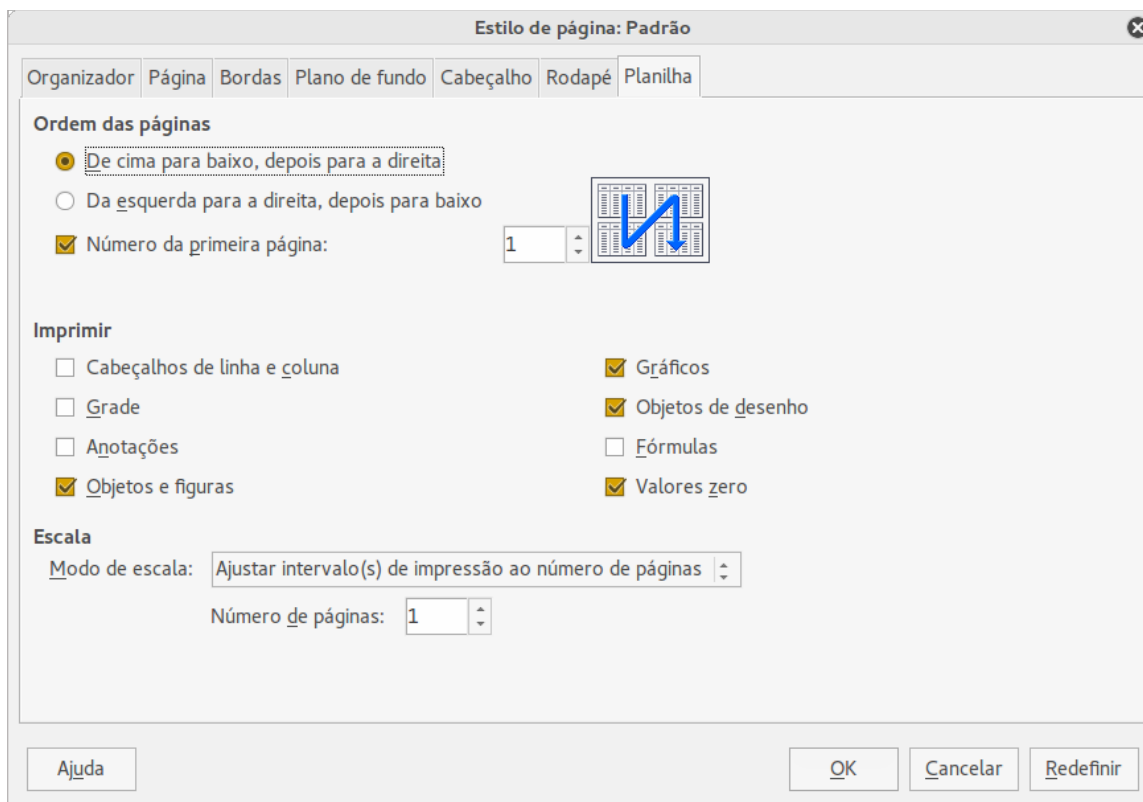 Estilo de página: Padrão
Organizador Página Bordas Plano de fundo Cabeçalho Rodapé Planilha
Ordem das páginas
De cima para baixo, depois para a direita
Da esquerda para a direita, depois para baixo
Número da primeira página: 1
Imprimir
Cabeçalhos de linha e coluna Gráficos
Grade Objetos de desenho
Anotações Fórmulas
Objetos e figuras Valores zero
Escala
Modo de escala: Ajustar intervalo(s) de impressão ao número de páginas
Número de páginas: 1
Ajuda OK Cancelar Redefinir